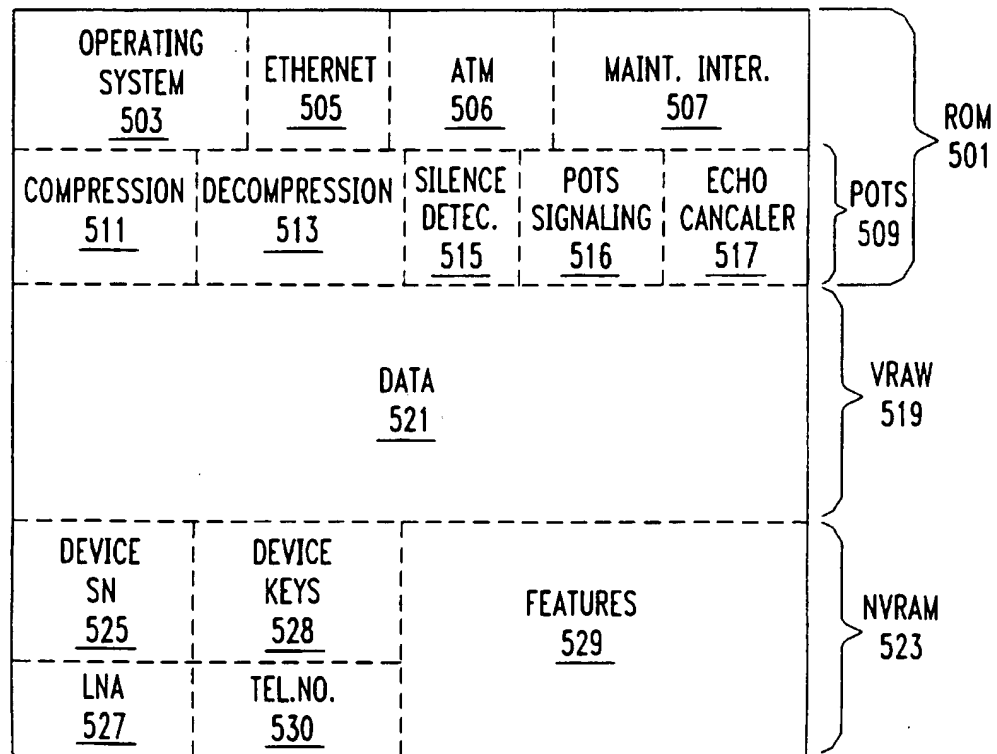 OPERATING
SYSTEM
503
ETHERNET
505
ATM
506
MAINT. INTER.
507
ROM
501
COMPRESSION
511
DECOMPRESSION
513
SILENCE
DETEC.
515
POTS
SIGNALING
516
ECHO
CANCALER
517
POTS
509
DATA
521
VRAW
519
DEVICE
SN
525
DEVICE
KEYS
528
FEATURES
529
NVRAM
523
LNA
527
TEL.NO.
530